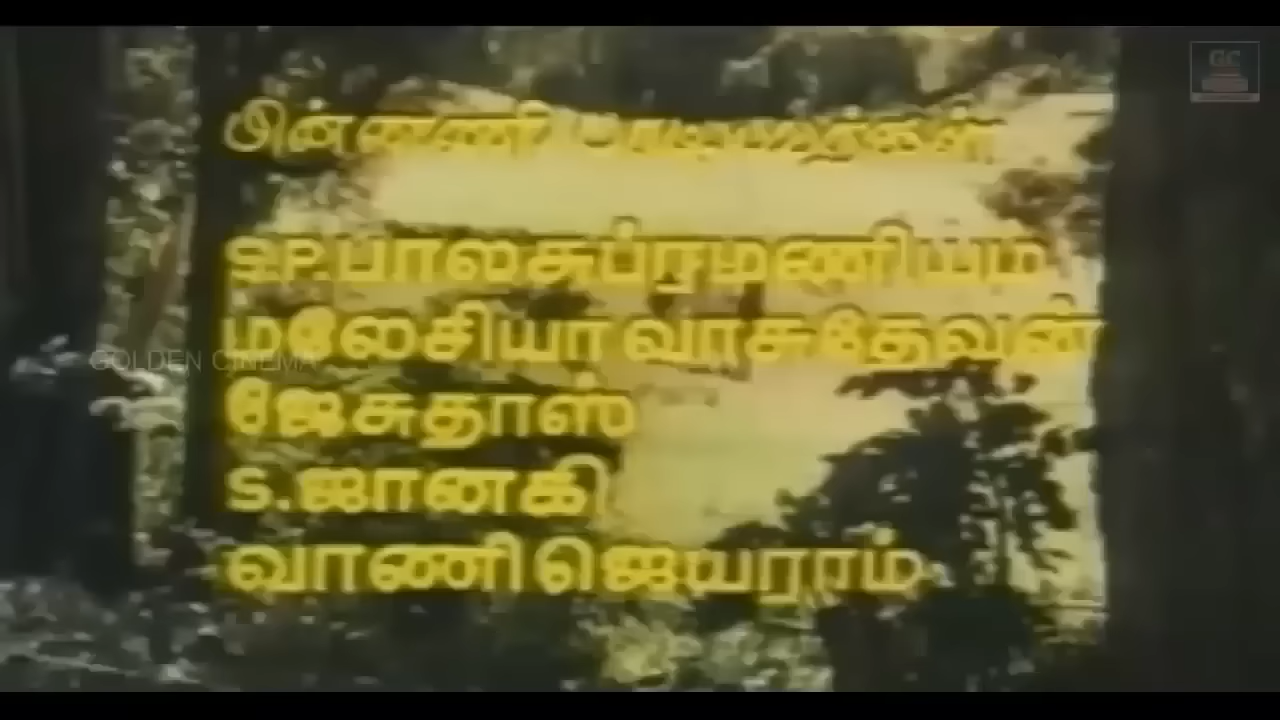 பின்னணி பாடியவர்கள்
S.P.பாலசுப்ரமணியம்
மலேசியா வாசுதேவன்
ஜேசுதாஸ்
S.ஜானகி
வாணி ஜெயராம்
GOLDEN CINEMA
GC